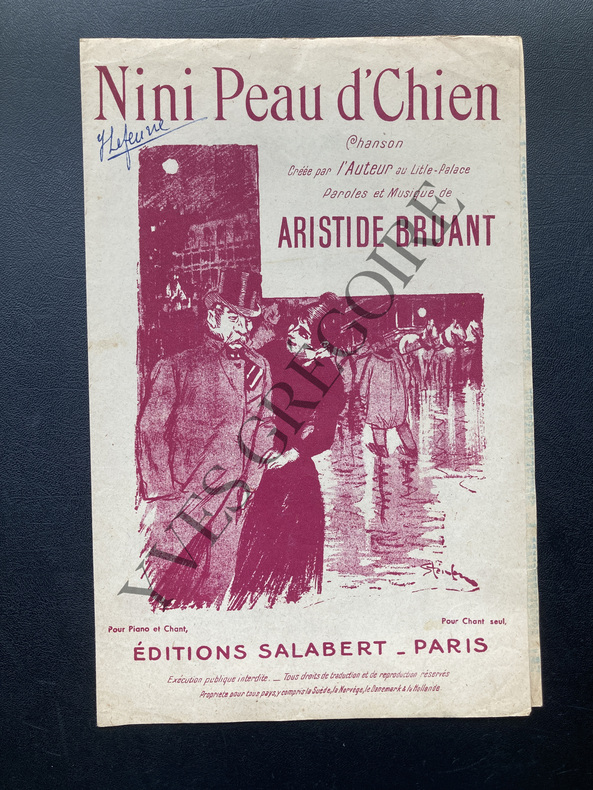 Nini Peau d'Chien
YLefeuvre
Chanson
Créée par l'Auteur au Litle-Palace
Paroles et Musique de
ARISTIDE BRUANT
YVES GREGOIRE
Steinlen
Pour Piano et Chant,
Pour Chant seul,
ÉDITIONS SALABERT _ PARIS
Exécution publique interdite. _ Tous droits de traduction et de reproduction réservés
Propriété pour tous pays, y compris la Suède, la Norvège, le Danemark & la Hollande.